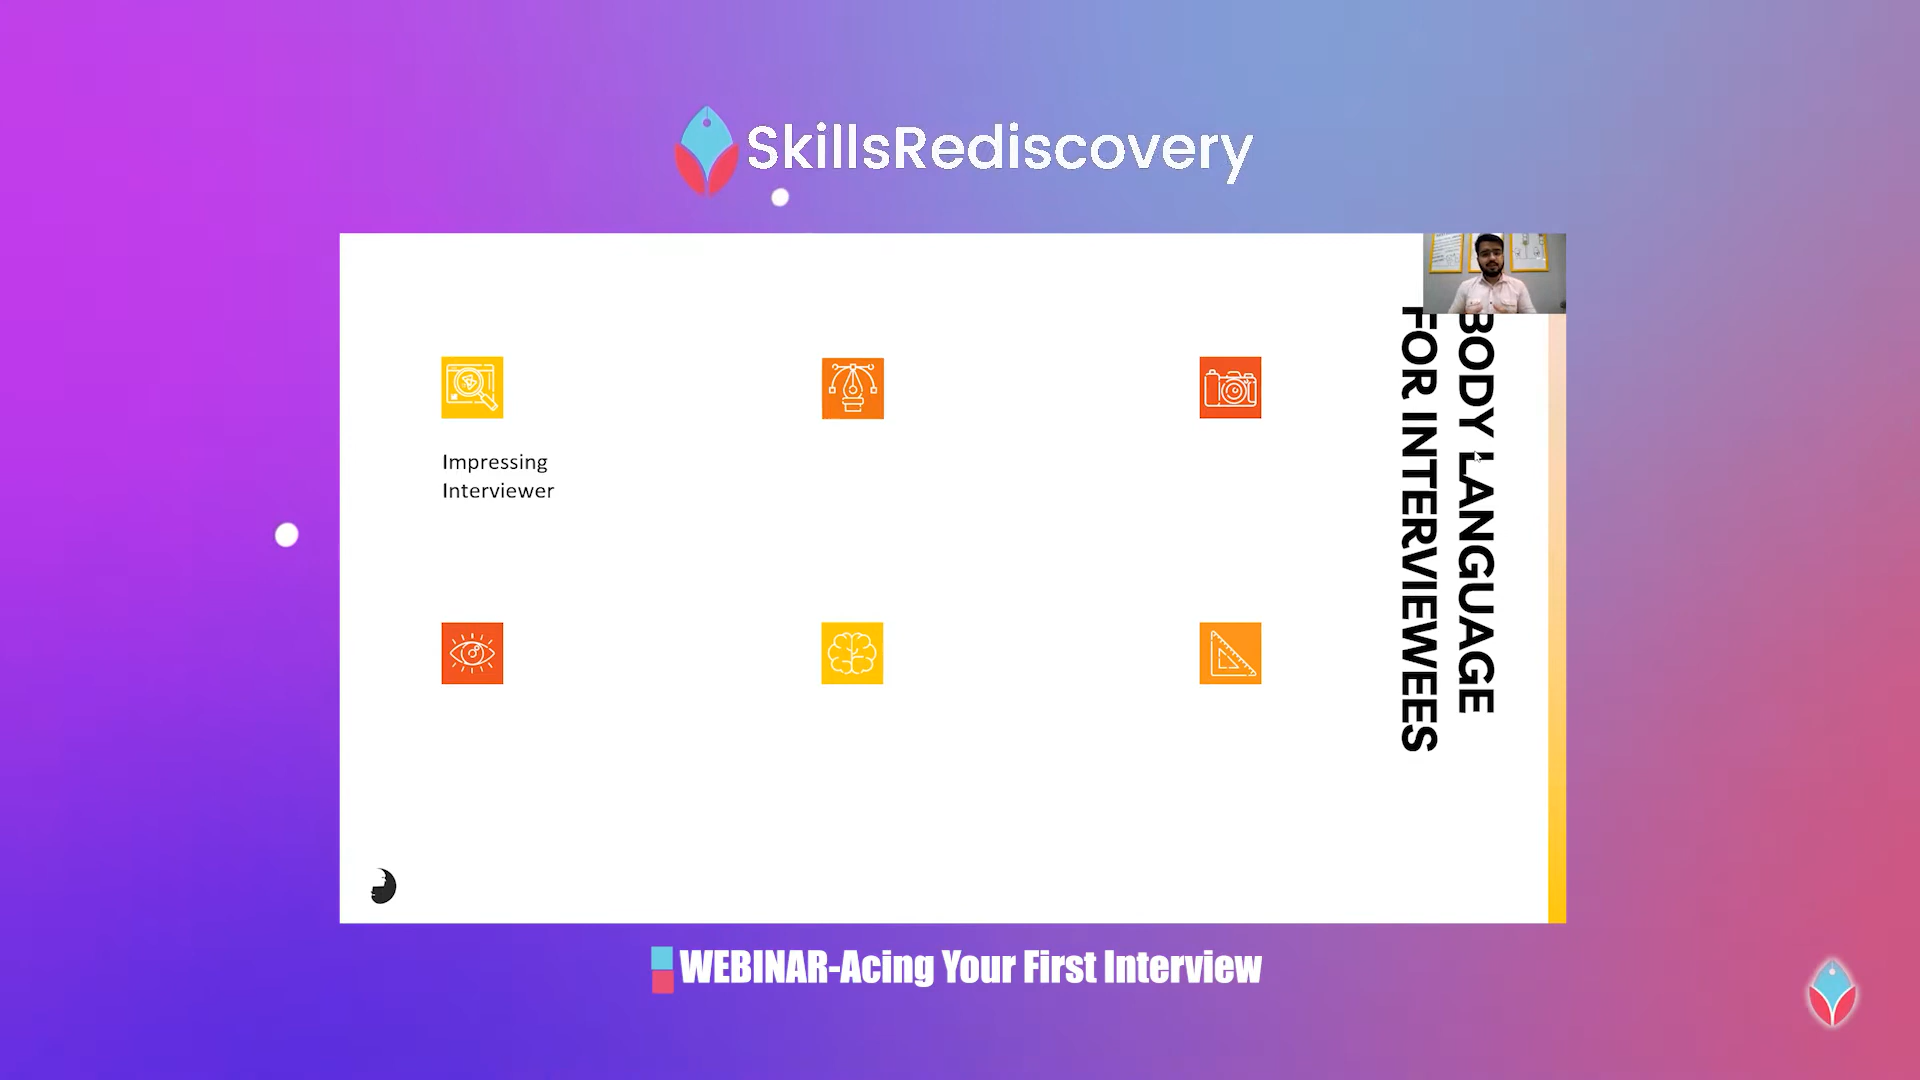 SkillsRediscovery
BODY LANGUAGE
FOR INTERVIEWEES
Impressing
Interviewer
WEBINAR-Acing Your First Interview